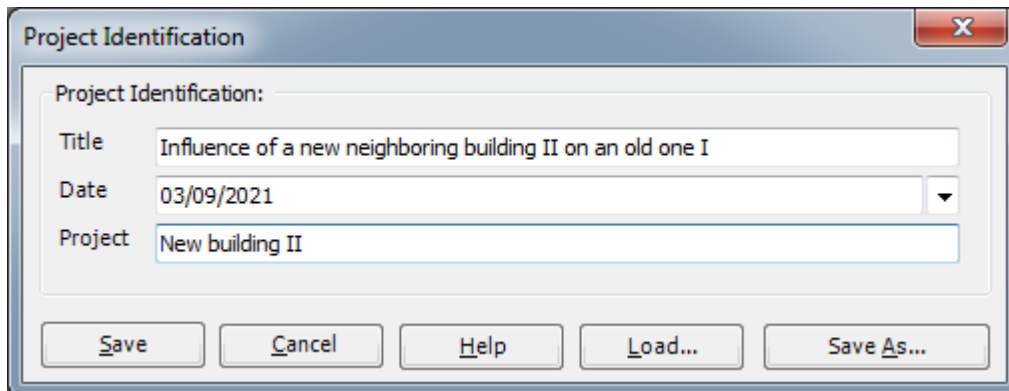 Project Identification
Project Identification:
Title Influence of a new neighboring building II on an old one I
Date 03/09/2021
Project New building II
Save Cancel Help Load... Save As...